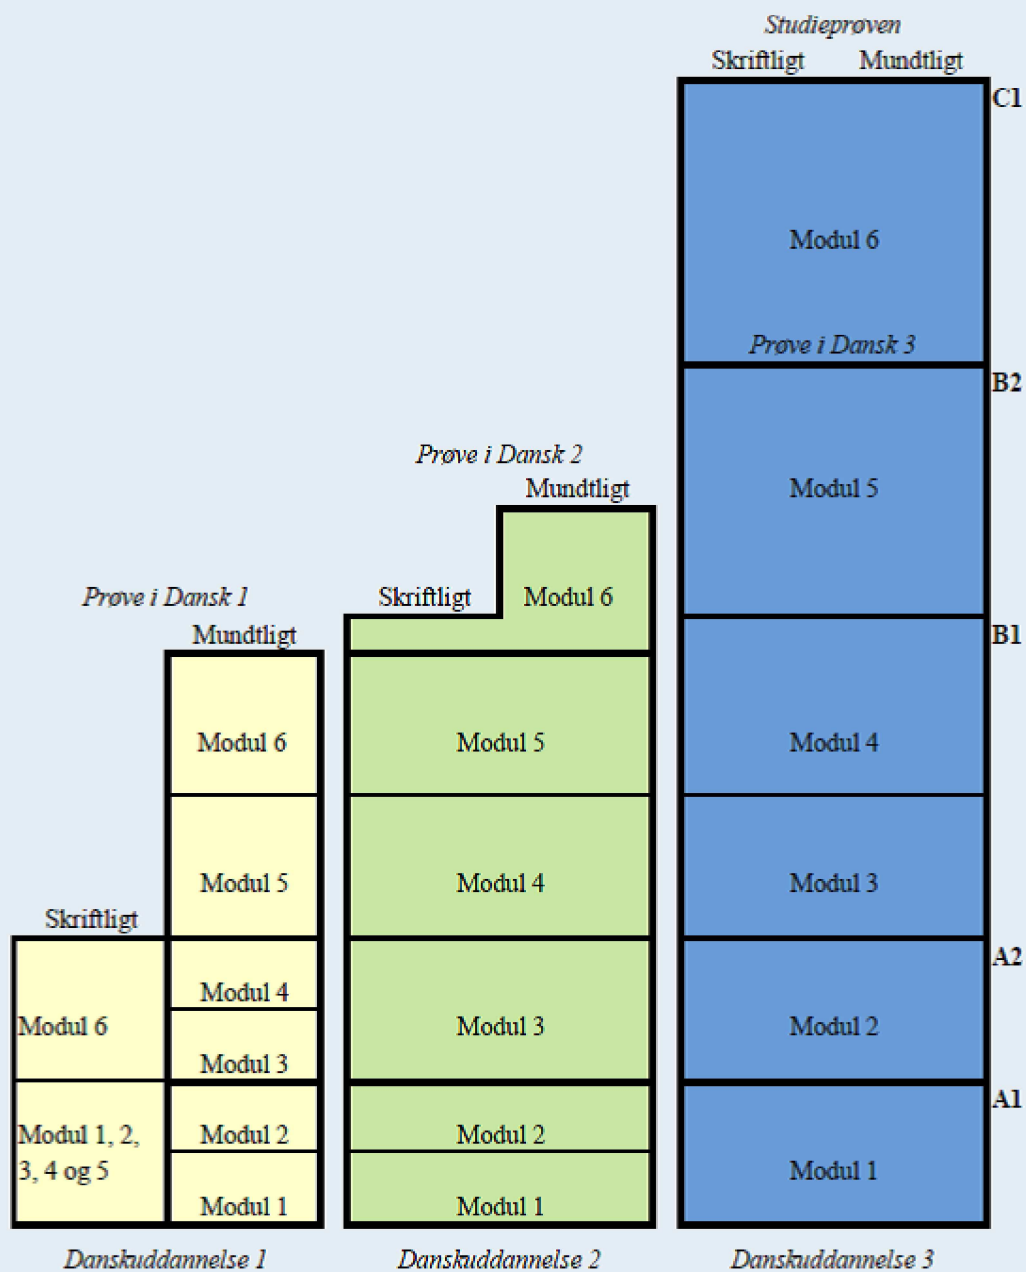 Studieprøven
Skriftligt Mundtligt
C1
Modul 6
Prøve i Dansk 3
B2
Prøve i Dansk 2
Mundtligt
Modul 5
Prøve i Dansk 1
Skriftligt
Modul 6
Mundtligt
B1
Modul 6
Modul 5
Modul 4
Modul 5
Modul 4
Modul 3
Skriftligt
A2
Modul 4
Modul 6
Modul 3
Modul 2
Modul 3
A1
Modul 1, 2,
3, 4 og 5
Modul 2
Modul 2
Modul 1
Modul 1
Modul 1
Danskuddannelse 1
Danskuddannelse 2
Danskuddannelse 3